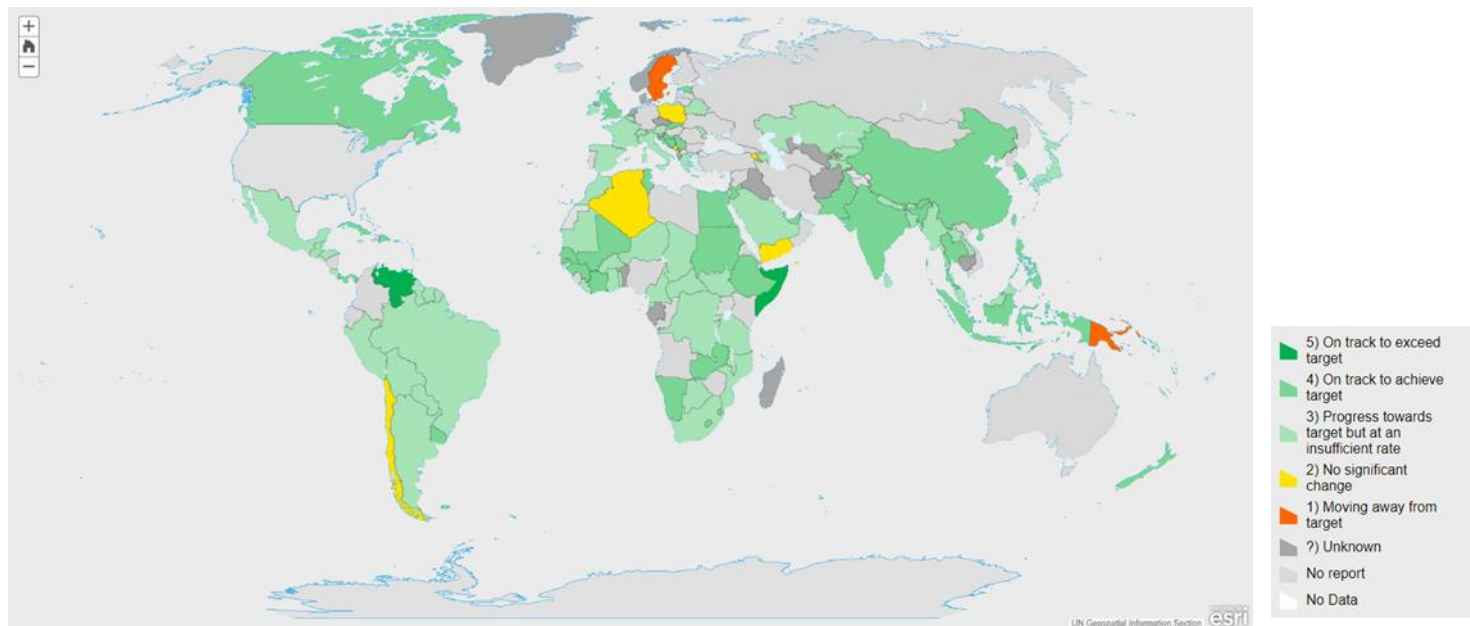 +
−
5) On track to exceed
target
4) On track to achieve
target
3) Progress towards
target but at an
insufficient rate
2) No significant
change
1) Moving away from
target
?) Unknown
No report
No Data
UN Geospatial Information Section
esri